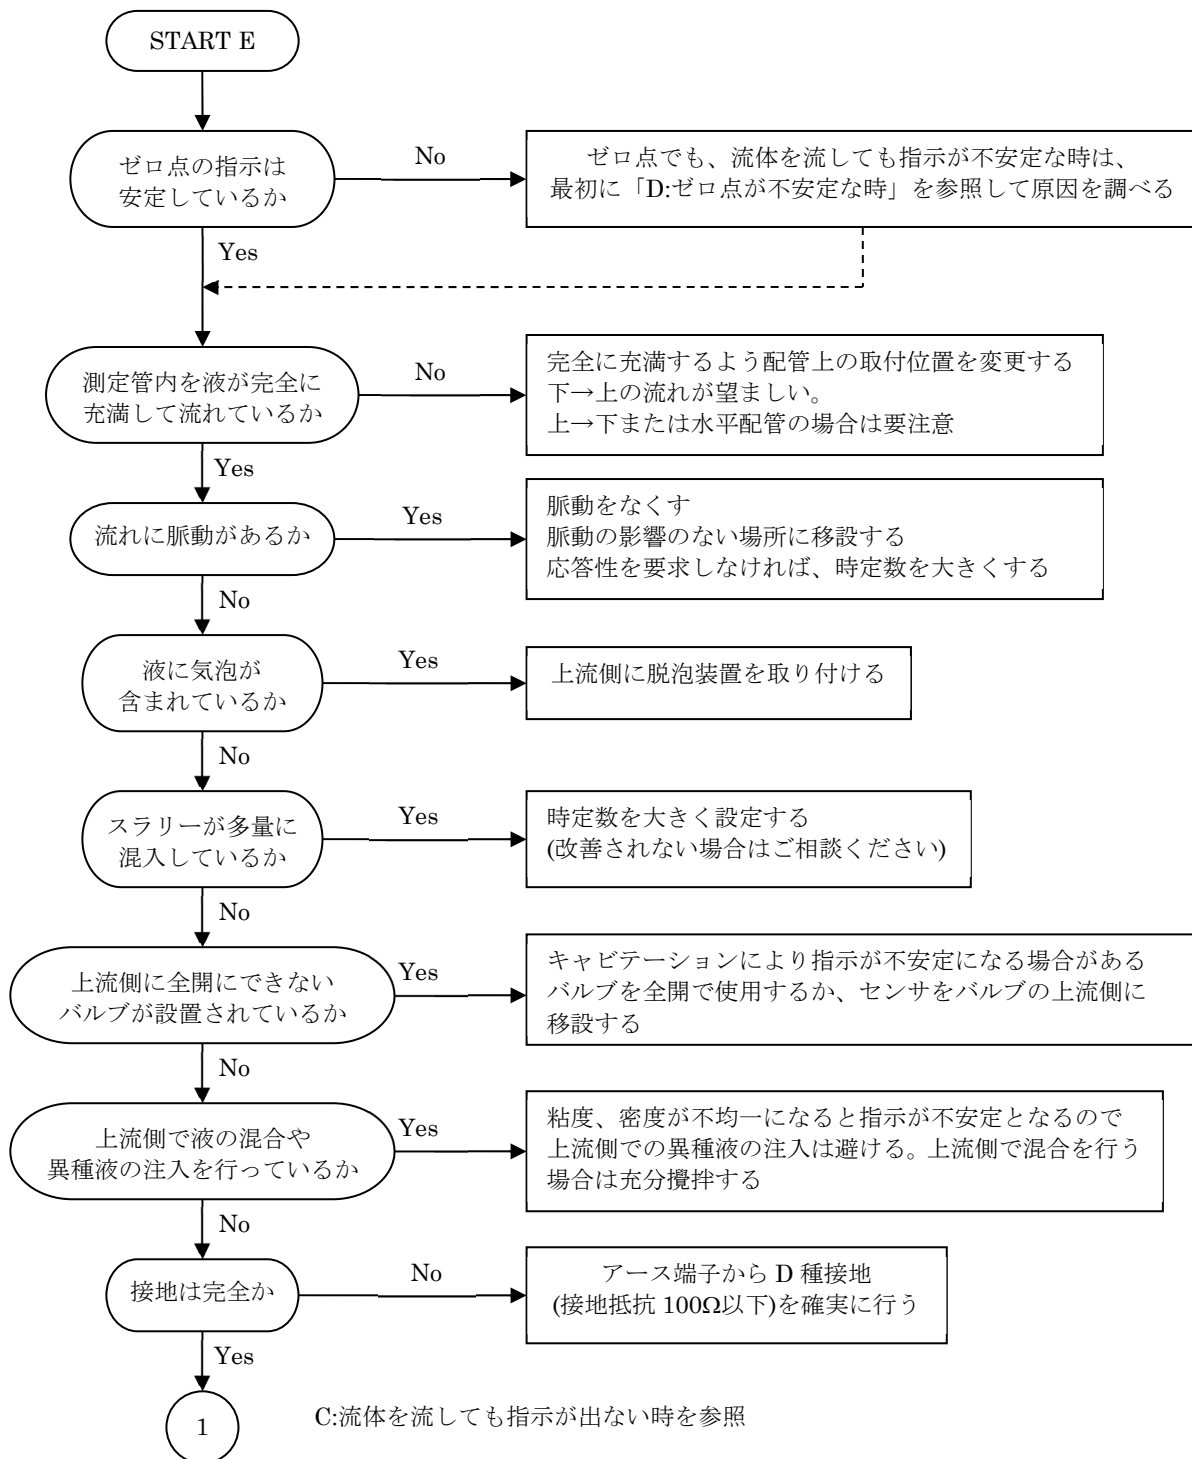 START E
ゼロ点の指示は
安定しているか
No
ゼロ点でも、流体を流しても指示が不安定な時は、
最初に「D:ゼロ点が不安定な時」を参照して原因を調べる
Yes
測定管内を液が完全に
充満して流れているか
No
完全に充満するよう配管上の取付位置を変更する
下→上の流れが望ましい。
上→下または水平配管の場合は要注意
Yes
流れに脈動があるか
Yes
脈動をなくす
脈動の影響のない場所に移設する
応答性を要求しなければ、時定数を大きくする
No
液に気泡が
含まれているか
Yes
上流側に脱泡装置を取り付ける
No
スラリーが多量に
混入しているか
Yes
時定数を大きく設定する
(改善されない場合はご相談ください)
No
上流側に全開にできない
バルブが設置されているか
Yes
キャビテーションにより指示が不安定になる場合がある
バルブを全開で使用するか、センサをバルブの上流側に
移設する
No
上流側で液の混合や
異種液の注入を行っているか
Yes
粘度、密度が不均一になると指示が不安定となるので
上流側での異種液の注入は避ける。上流側で混合を行う
場合は充分攪拌する
No
接地は完全か
No
アース端子から D 種接地
(接地抵抗 100Ω以下)を確実に行う
Yes
1
C:流体を流しても指示が出ない時を参照